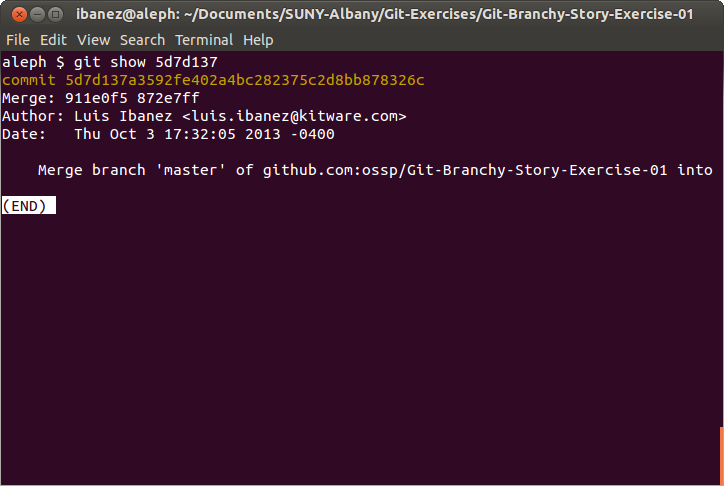 ibanez@aleph: ~/Documents/SUNY-Albany/Git-Exercises/Git-Branchy-Story-Exercise-01
File Edit View Search Terminal Help
aleph $ git show 5d7d137
commit 5d7d137a3592fe402a4bc282375c2d8bb878326c
Merge: 911e0f5 872e7ff
Author: Luis Ibanez <luis.ibanez@kitware.com>
Date:   Thu Oct 3 17:32:05 2013 -0400
    Merge branch 'master' of github.com:ossp/Git-Branchy-Story-Exercise-01 into
(END)